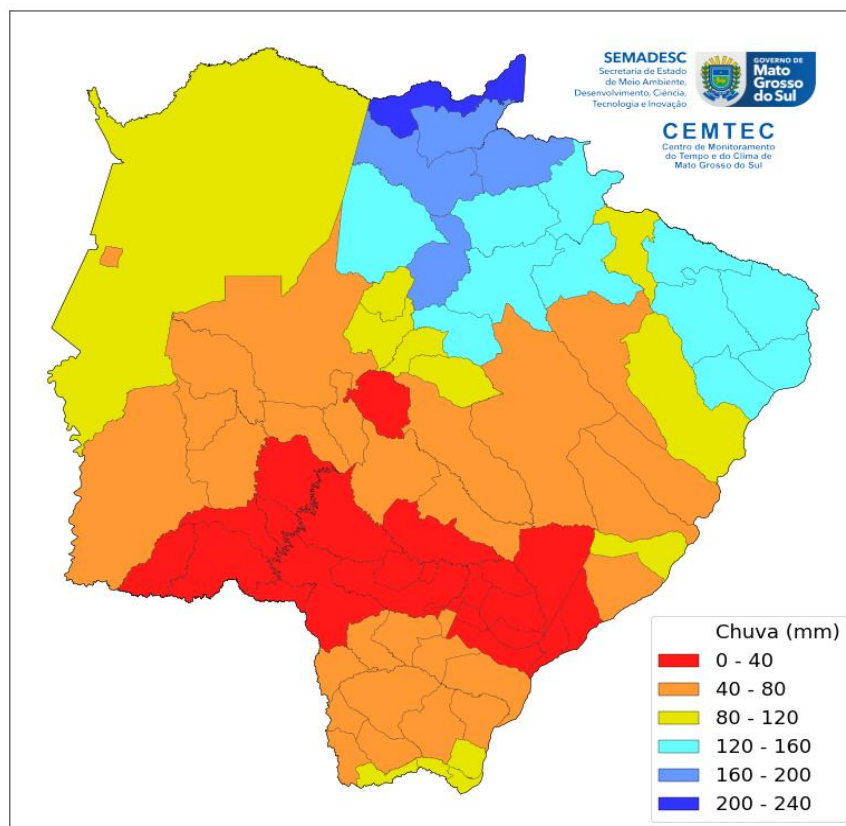 SEMADESC
Secretaria de Estado
de Meio Ambiente,
Desenvolvimento, Ciência,
Tecnologia e Inovação
GOVERNO DE
Mato
Grosso
do Sul
CEMTEC
Centro de Monitoramento
do Tempo e do Clima de
Mato Grosso do Sul
Chuva (mm)
0 - 40
40 - 80
80 - 120
120 - 160
160 - 200
200 - 240